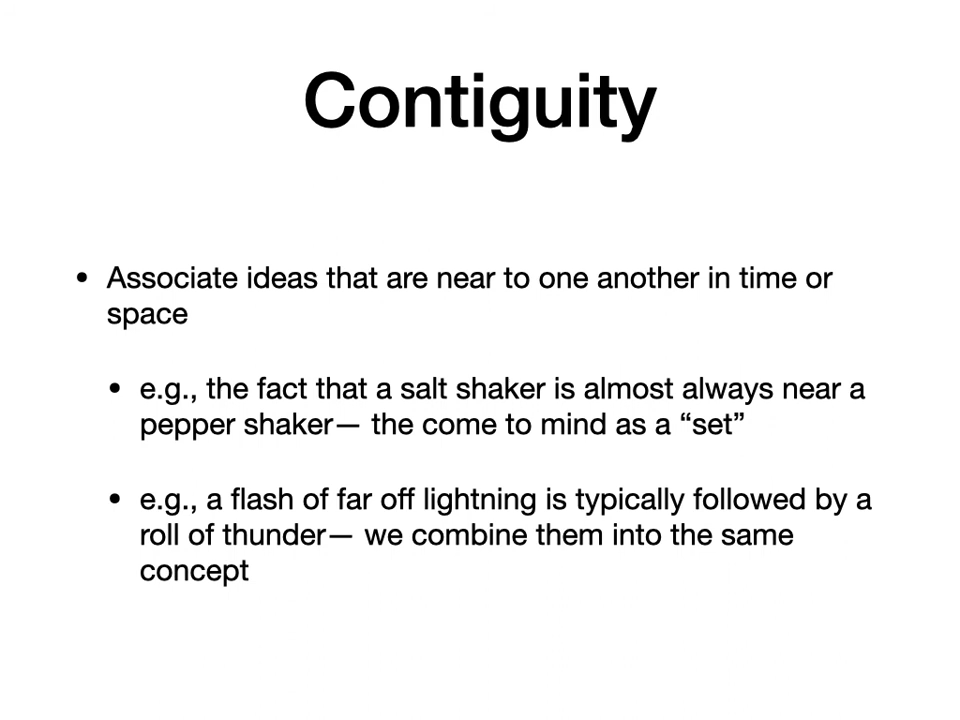 Contiguity
• Associate ideas that are near to one another in time or
space
• e.g., the fact that a salt shaker is almost always near a
pepper shaker— the come to mind as a “set”
• e.g., a flash of far off lightning is typically followed by a
roll of thunder— we combine them into the same
concept